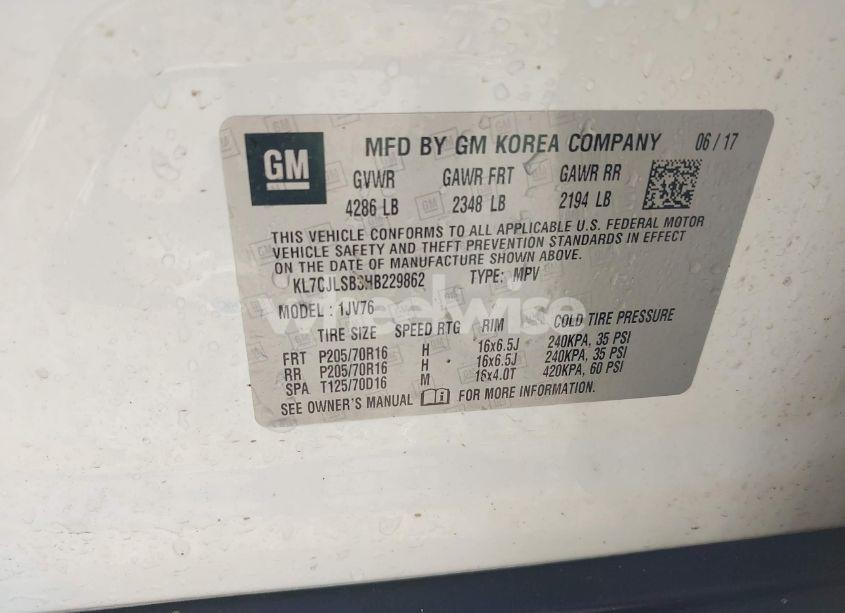 GM
MFD BY GM KOREA COMPANY 06 / 17
GVWR GAWR FRT GAWR RR
4286 LB 2348 LB 2194 LB
THIS VEHICLE CONFORMS TO ALL APPLICABLE U.S. FEDERAL MOTOR
VEHICLE SAFETY AND THEFT PREVENTION STANDARDS IN EFFECT
ON THE DATE OF MANUFACTURE SHOWN ABOVE.
KL7CJLSB3HB229862 TYPE: MPV
wheelwise
MODEL : 1JV76
TIRE SIZE SPEED RTG RIM COLD TIRE PRESSURE
FRT P205/70R16 H 16x6.5J 240KPA, 35 PSI
RR P205/70R16 H 16x6.5J 240KPA, 35 PSI
SPA T125/70D16 M 16x4.0T 420KPA, 60 PSI
SEE OWNER'S MANUAL FOR MORE INFORMATION.